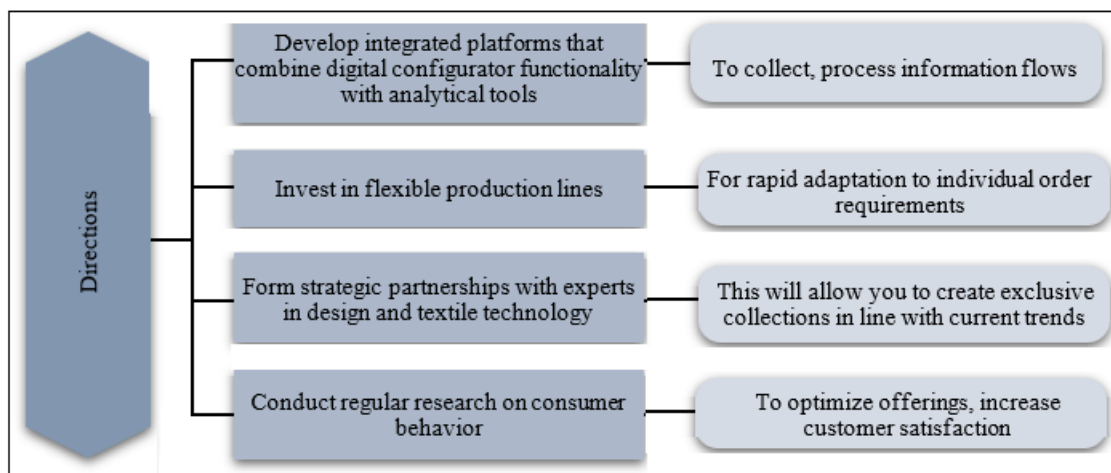 Directions
Develop integrated platforms that
combine digital configurator functionality
with analytical tools
To collect, process information flows
Invest in flexible production lines
For rapid adaptation to individual order
requirements
Form strategic partnerships with experts
in design and textile technology
This will allow you to create exclusive
collections in line with current trends
Conduct regular research on consumer
behavior
To optimize offerings, increase
customer satisfaction